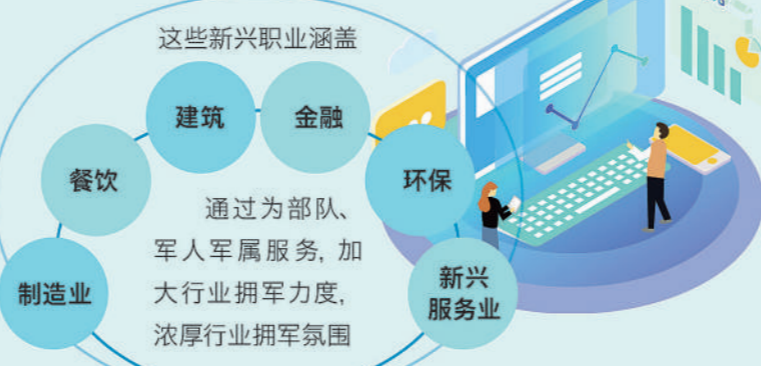 这些新兴职业涵盖
建筑
金融
餐饮
环保
制造业
新兴
服务业
通过为部队、
军人军属服务，加
大行业拥军力度，
浓厚行业拥军氛围